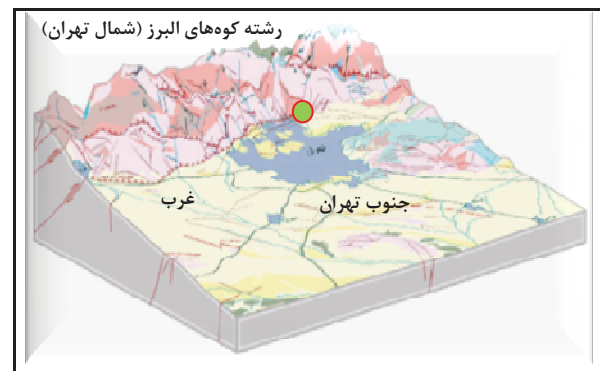 رشته کوه‌های البرز (شمال تهران)
غرب
جنوب تهران